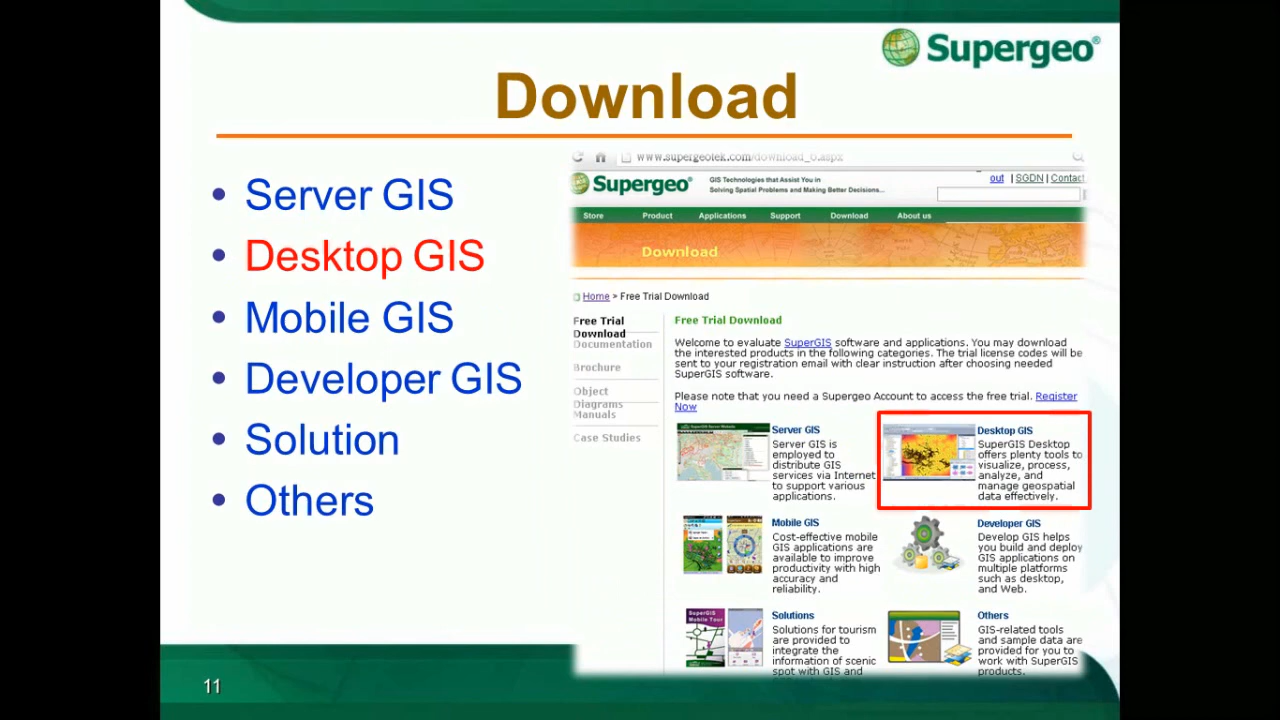 Supergeo®
Download
• Server GIS
• Desktop GIS
• Mobile GIS
• Developer GIS
• Solution
• Others
www.supergeotek.com/download_6.aspx
Supergeo®
GIS Technologies that Assist You in
Solving Spatial Problems and Making Better Decisions...
out | SGDN | Contact
Store Product Applications Support Download About us
Download
Home > Free Trial Download
Free Trial
Download
Documentation
Brochure
Object
Diagrams
Manuals
Case Studies
Free Trial Download
Welcome to evaluate SuperGIS software and applications. You may download
the interested products in the following categories. The trial license codes will be
sent to your registration email with clear instruction after choosing needed
SuperGIS software.
Please note that you need a Supergeo Account to access the free trial. Register
Now
Server GIS
Server GIS is
employed to
distribute GIS
services via Internet
to support various
applications.
Desktop GIS
SuperGIS Desktop
offers plenty tools to
visualize, process,
analyze, and
manage geospatial
data effectively.
Mobile GIS
Cost-effective mobile
GIS applications are
available to improve
productivity with high
accuracy and
reliability.
Developer GIS
Develop GIS helps
you build and deploy
GIS applications on
multiple platforms
such as desktop,
and Web.
SuperGIS
Mobile Tour
Solutions
Solutions for tourism
are provided to
integrate the
information of scenic
spot with GIS and
Others
GIS-related tools
and sample data are
provided for you to
work with SuperGIS
products.
11